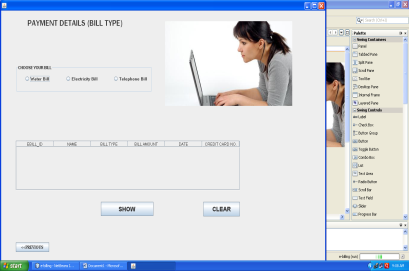 PAYMENT DETAILS (BILL TYPE)
CHOOSE YOUR BILL
Water Bill
Electricity Bill
Telephone Bill
EBILL_ID NAME BILL TYPE BILL AMOUNT DATE CREDIT CARD NO.
SHOW
CLEAR
Palette
Swing Containers
Panel
Tabbed Pane
Split Pane
Scroll Pane
Tool Bar
Desktop Pane
Internal Frame
Layered Pane
Swing Controls
Label
Check Box
Button Group
Button
Toggle Button
Combo Box
List
Text Area
Radio Button
Scroll Bar
Text Field
Slider
Progress Bar
START